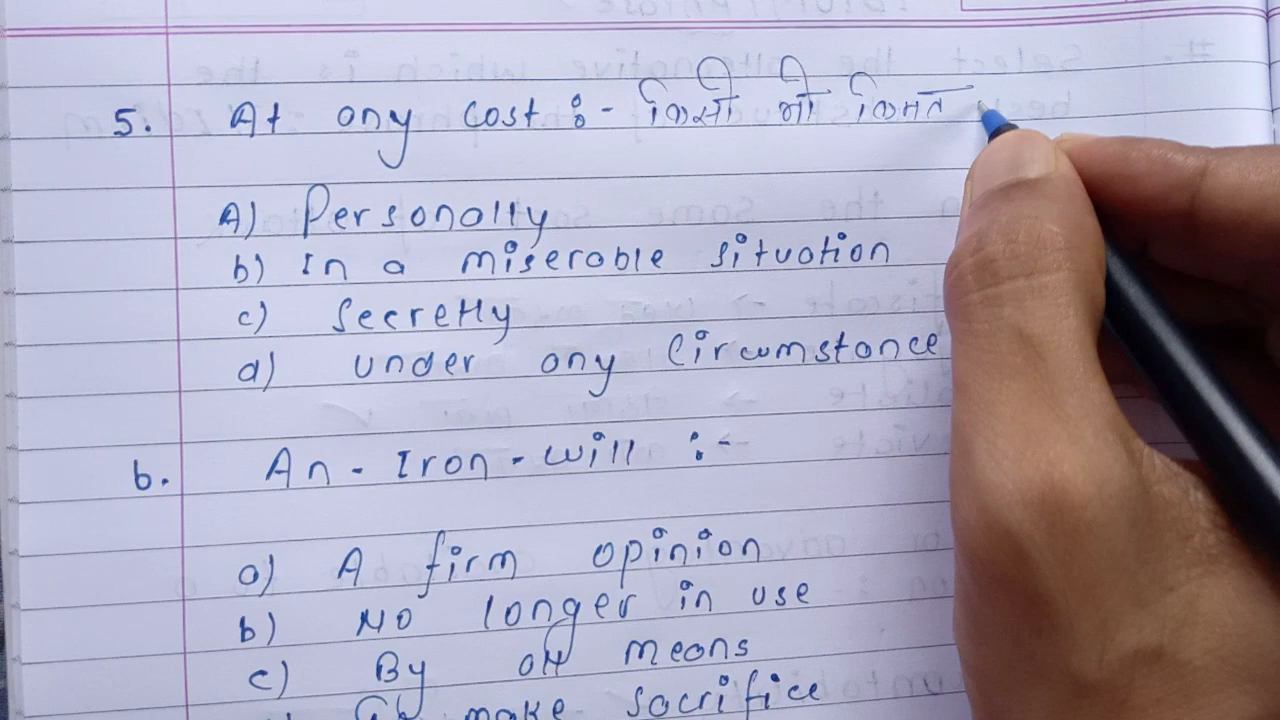 5. At any cost :- किसी भी किमत
A) Personally
b) In a miserable situation
c) Secretly
d) under any Circumstance
6. An - Iron - will :-
a) A firm opinion
b) No longer in use
c) By all means
make sacrifice